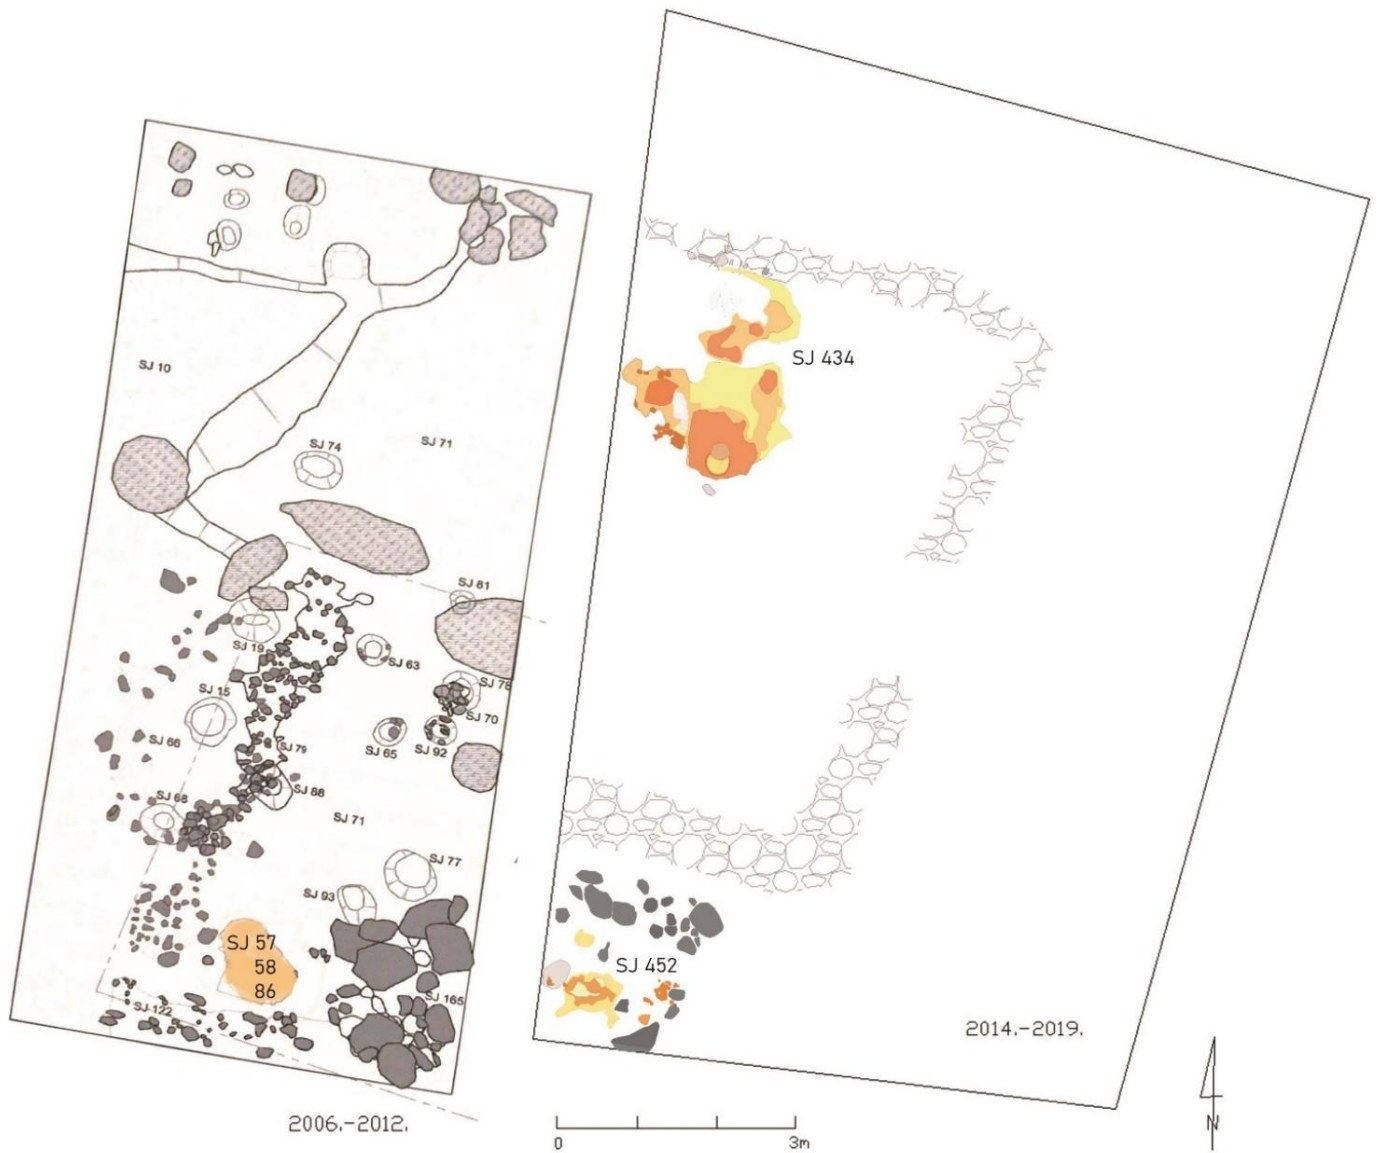 SJ 10
SJ 74
SJ 71
SJ 434
SJ 81
SJ 19
SJ 63
SJ 15
SJ 78
SJ 70
SJ 66
SJ 79
SJ 65
SJ 92
SJ 68
SJ 88
SJ 71
SJ 77
SJ 93
SJ 57
58
86
SJ 452
SJ 165
SJ 122
2014.-2019.
2006.-2012.
0
3m
N